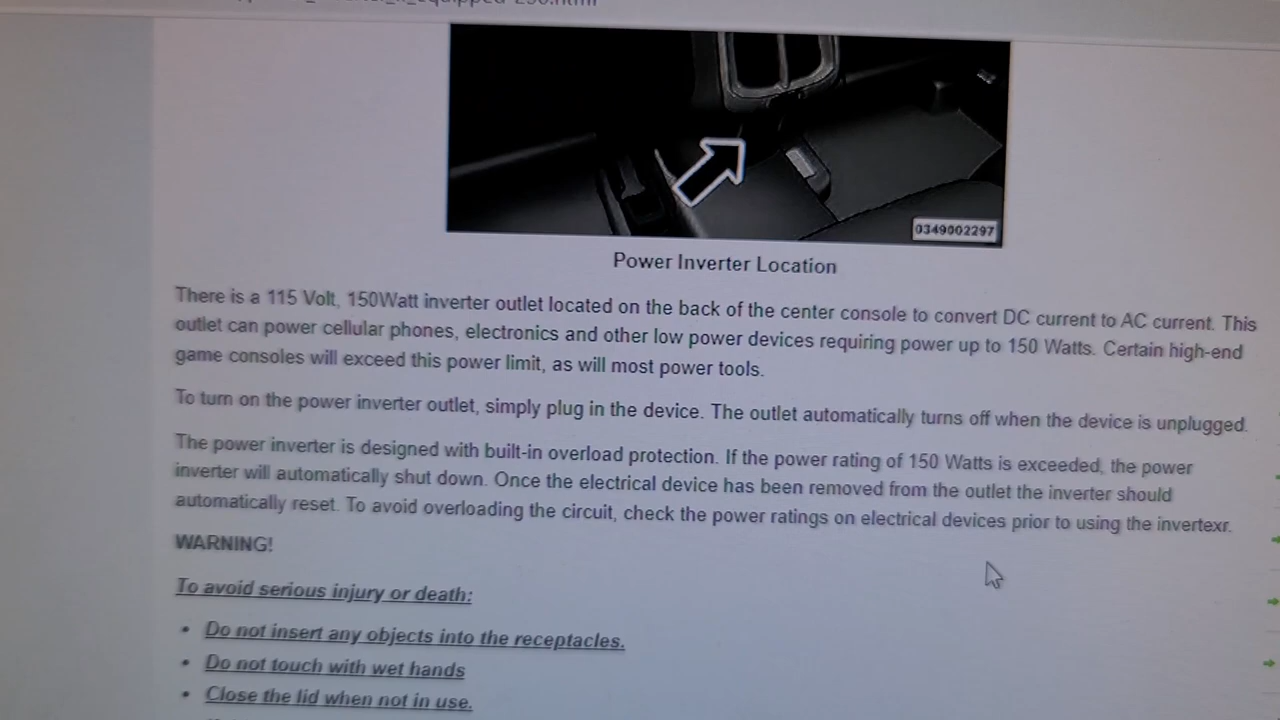 0349002297
Power Inverter Location
There is a 115 Volt, 150Watt inverter outlet located on the back of the center console to convert DC current to AC current. This
outlet can power cellular phones, electronics and other low power devices requiring power up to 150 Watts. Certain high-end
game consoles will exceed this power limit, as will most power tools.
To turn on the power inverter outlet, simply plug in the device. The outlet automatically turns off when the device is unplugged.
The power inverter is designed with built-in overload protection. If the power rating of 150 Watts is exceeded, the power
inverter will automatically shut down. Once the electrical device has been removed from the outlet the inverter should
automatically reset. To avoid overloading the circuit, check the power ratings on electrical devices prior to using the invertexr.
WARNING!
To avoid serious injury or death:
• Do not insert any objects into the receptacles.
• Do not touch with wet hands
• Close the lid when not in use.